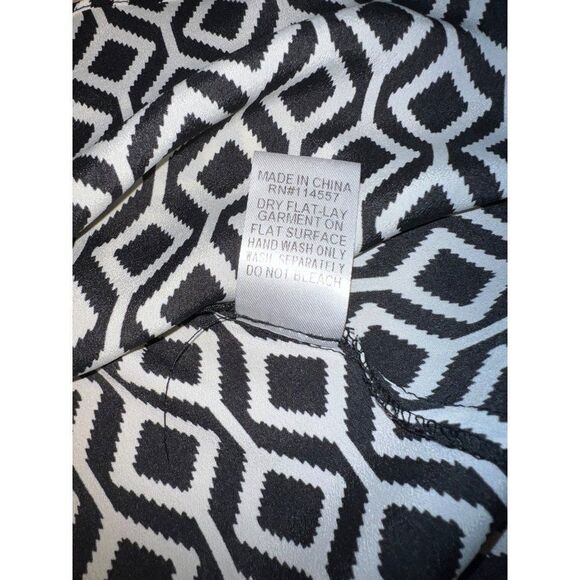 MADE IN CHINA
RN#114557
DRY FLAT-LAY
GARMENT ON
FLAT SURFACE
HAND WASH ONLY
WASH SEPARATELY
DO NOT BLEACH